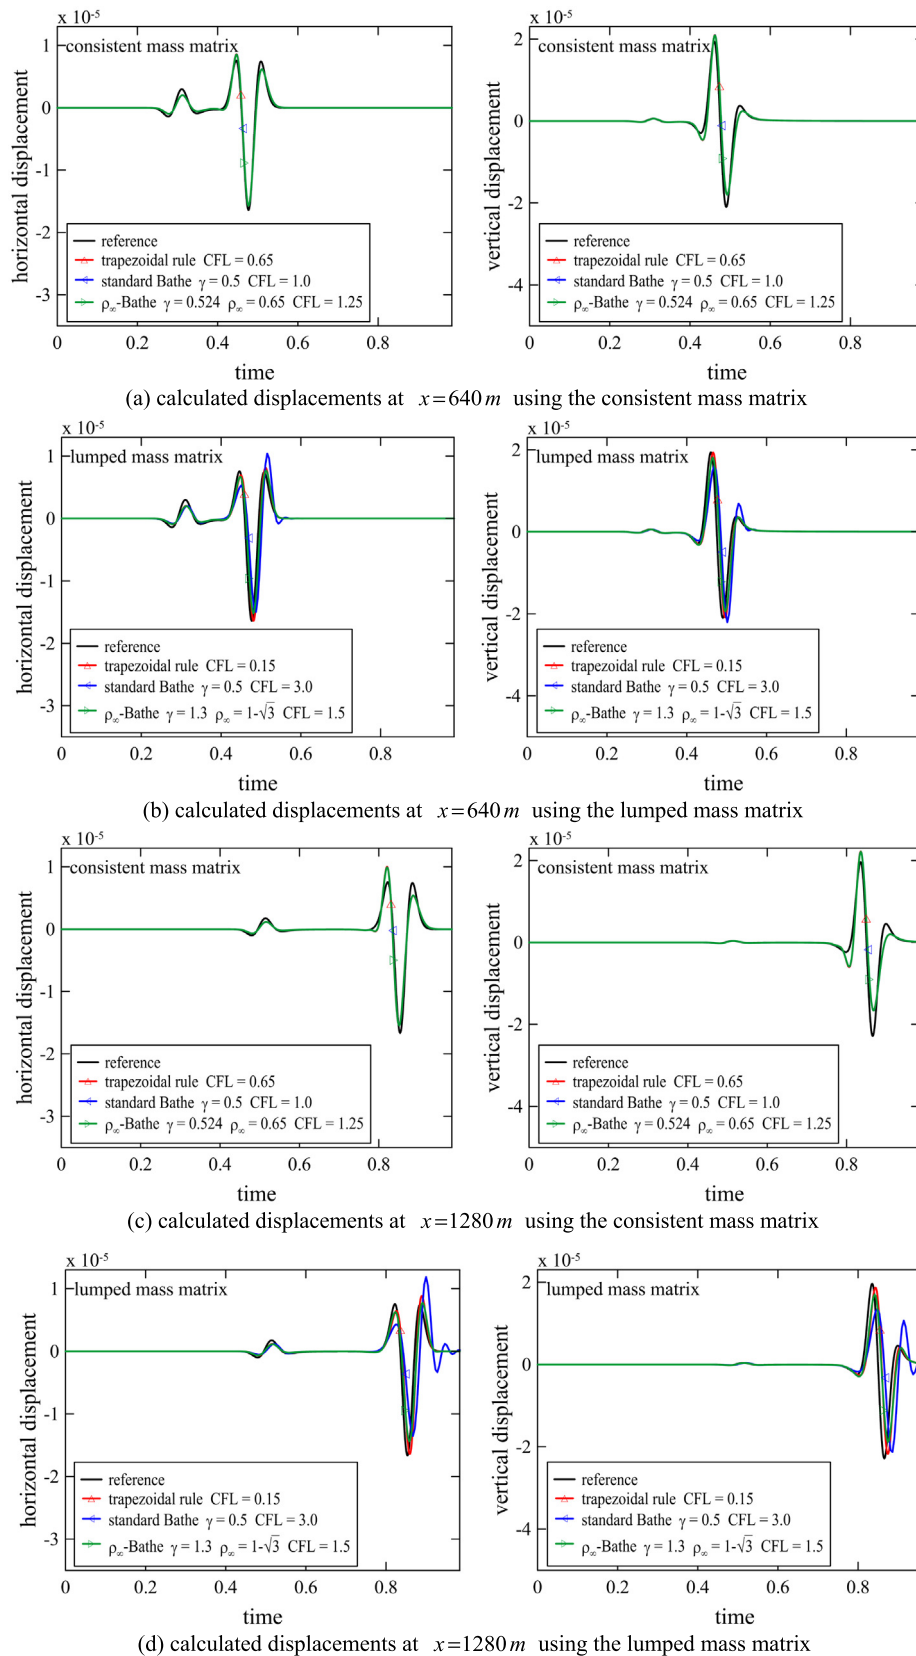 x 10⁻⁵
consistent mass matrix
1
0
-1
-3
horizontal displacement
reference
trapezoidal rule CFL = 0.65
standard Bathe γ = 0.5 CFL = 1.0
ρ∞-Bathe γ = 0.524 ρ∞ = 0.65 CFL = 1.25
0 0.2 0.4 0.6 0.8
time
x 10⁻⁵
consistent mass matrix
2
0
-2
-4
vertical displacement
reference
trapezoidal rule CFL = 0.65
standard Bathe γ = 0.5 CFL = 1.0
ρ∞-Bathe γ = 0.524 ρ∞ = 0.65 CFL = 1.25
0 0.2 0.4 0.6 0.8
time
(a) calculated displacements at x=640 m using the consistent mass matrix
x 10⁻⁵
lumped mass matrix
1
0
-1
-3
horizontal displacement
reference
trapezoidal rule CFL = 0.15
standard Bathe γ = 0.5 CFL = 3.0
ρ∞-Bathe γ = 1.3 ρ∞ = 1-√3 CFL = 1.5
0 0.2 0.4 0.6 0.8
time
x 10⁻⁵
lumped mass matrix
2
0
-2
-4
vertical displacement
reference
trapezoidal rule CFL = 0.15
standard Bathe γ = 0.5 CFL = 3.0
ρ∞-Bathe γ = 1.3 ρ∞ = 1-√3 CFL = 1.5
0 0.2 0.4 0.6 0.8
time
(b) calculated displacements at x=640 m using the lumped mass matrix
x 10⁻⁵
consistent mass matrix
1
0
-1
-3
horizontal displacement
reference
trapezoidal rule CFL = 0.65
standard Bathe γ = 0.5 CFL = 1.0
ρ∞-Bathe γ = 0.524 ρ∞ = 0.65 CFL = 1.25
0 0.2 0.4 0.6 0.8
time
x 10⁻⁵
consistent mass matrix
2
0
-2
-4
vertical displacement
reference
trapezoidal rule CFL = 0.65
standard Bathe γ = 0.5 CFL = 1.0
ρ∞-Bathe γ = 0.524 ρ∞ = 0.65 CFL = 1.25
0 0.2 0.4 0.6 0.8
time
(c) calculated displacements at x=1280 m using the consistent mass matrix
x 10⁻⁵
lumped mass matrix
1
0
-1
-3
horizontal displacement
reference
trapezoidal rule CFL = 0.15
standard Bathe γ = 0.5 CFL = 3.0
ρ∞-Bathe γ = 1.3 ρ∞ = 1-√3 CFL = 1.5
0 0.2 0.4 0.6 0.8
time
x 10⁻⁵
lumped mass matrix
2
0
-2
-4
vertical displacement
reference
trapezoidal rule CFL = 0.15
standard Bathe γ = 0.5 CFL = 3.0
ρ∞-Bathe γ = 1.3 ρ∞ = 1-√3 CFL = 1.5
0 0.2 0.4 0.6 0.8
time
(d) calculated displacements at x=1280 m using the lumped mass matrix